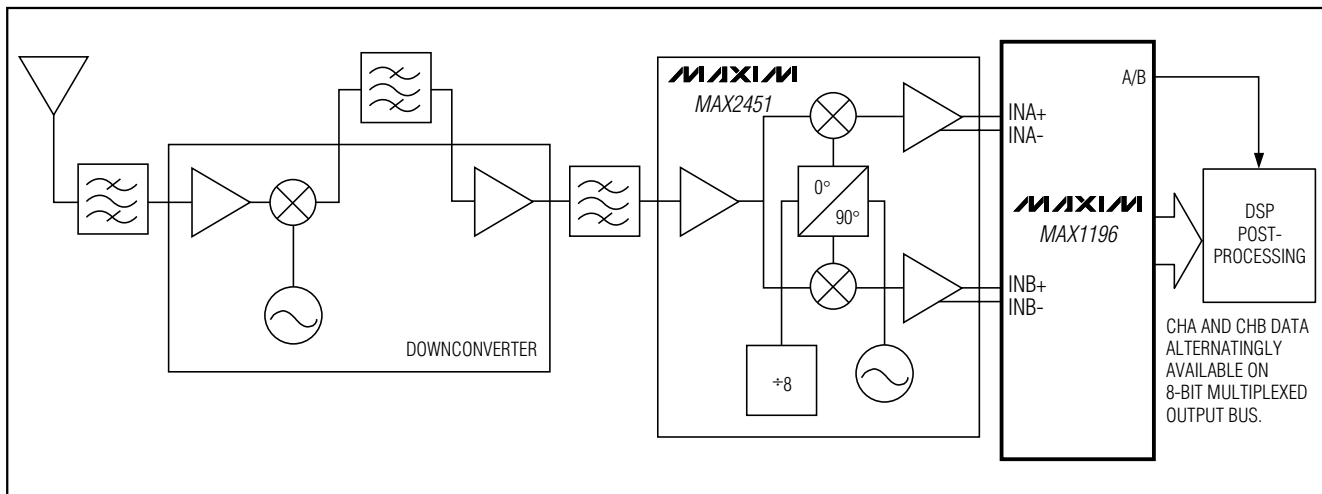 DOWNCONVERTER
MAXIM
MAX2451
0°
90°
÷8
INA+
INA-
INB+
INB-
A/B
MAXIM
MAX1196
DSP
POST-
PROCESSING
CHA AND CHB DATA
ALTERNATINGLY
AVAILABLE ON
8-BIT MULTIPLEXED
OUTPUT BUS.